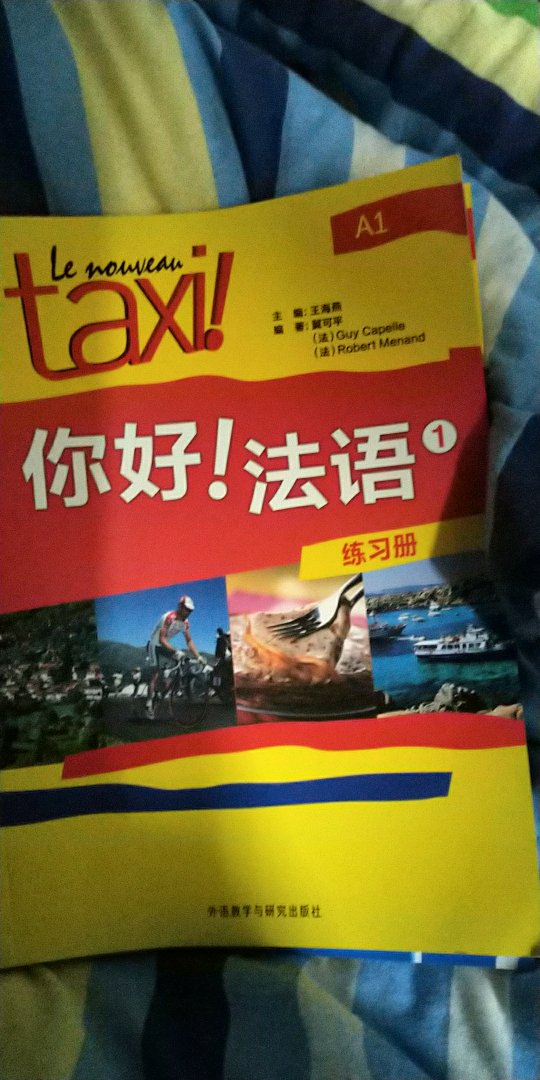 A1
Le nouveau
taxi!
主 编: 王海燕
编 著: 冀可平
(法) Guy Capelle
(法) Robert Menand
你好!法语1
练习册
外语教学与研究出版社